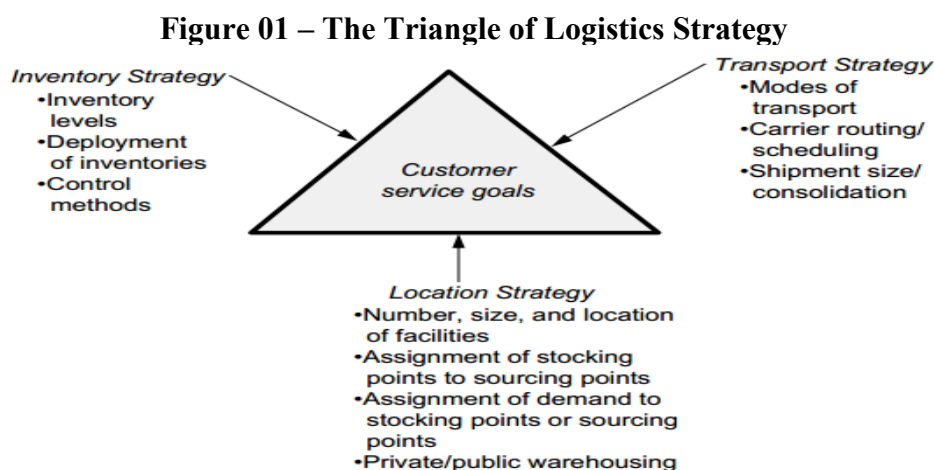 Figure 01 – The Triangle of Logistics Strategy
Inventory Strategy
•Inventory
levels
•Deployment
of inventories
•Control
methods
Transport Strategy
•Modes of
transport
•Carrier routing/
scheduling
•Shipment size/
consolidation
Customer
service goals
Location Strategy
•Number, size, and location
of facilities
•Assignment of stocking
points to sourcing points
•Assignment of demand to
stocking points or sourcing
points
•Private/public warehousing